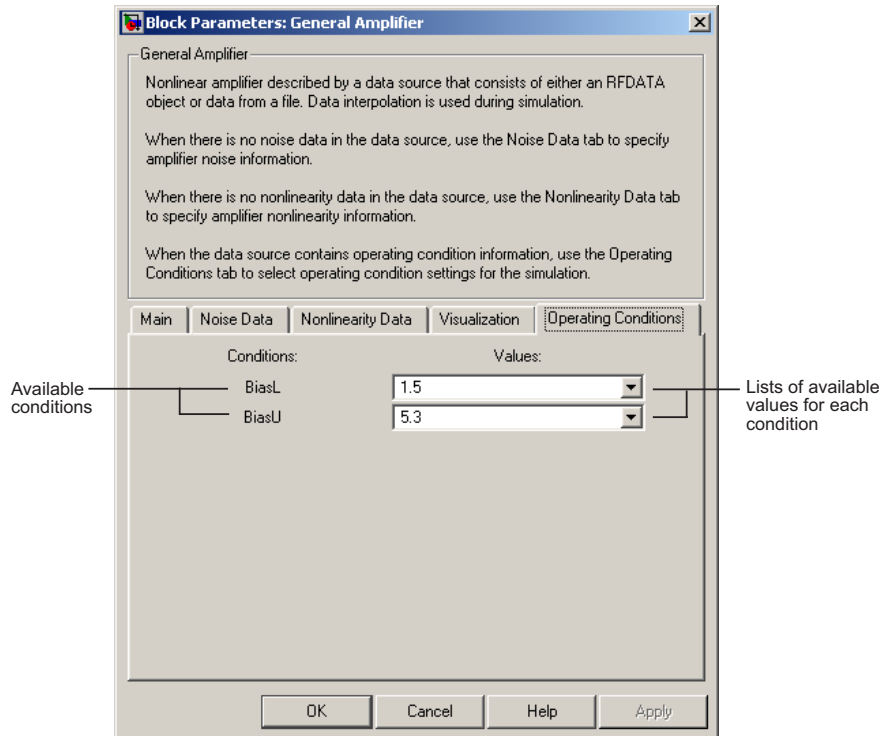 Block Parameters: General Amplifier
General Amplifier
Nonlinear amplifier described by a data source that consists of either an RFDATA
object or data from a file. Data interpolation is used during simulation.
When there is no noise data in the data source, use the Noise Data tab to specify
amplifier noise information.
When there is no nonlinearity data in the data source, use the Nonlinearity Data tab
to specify amplifier nonlinearity information.
When the data source contains operating condition information, use the Operating
Conditions tab to select operating condition settings for the simulation.
Main Noise Data Nonlinearity Data Visualization Operating Conditions
Conditions: Values:
Available
conditions
BiasL 1.5
BiasU 5.3
Lists of available
values for each
condition
OK Cancel Help Apply